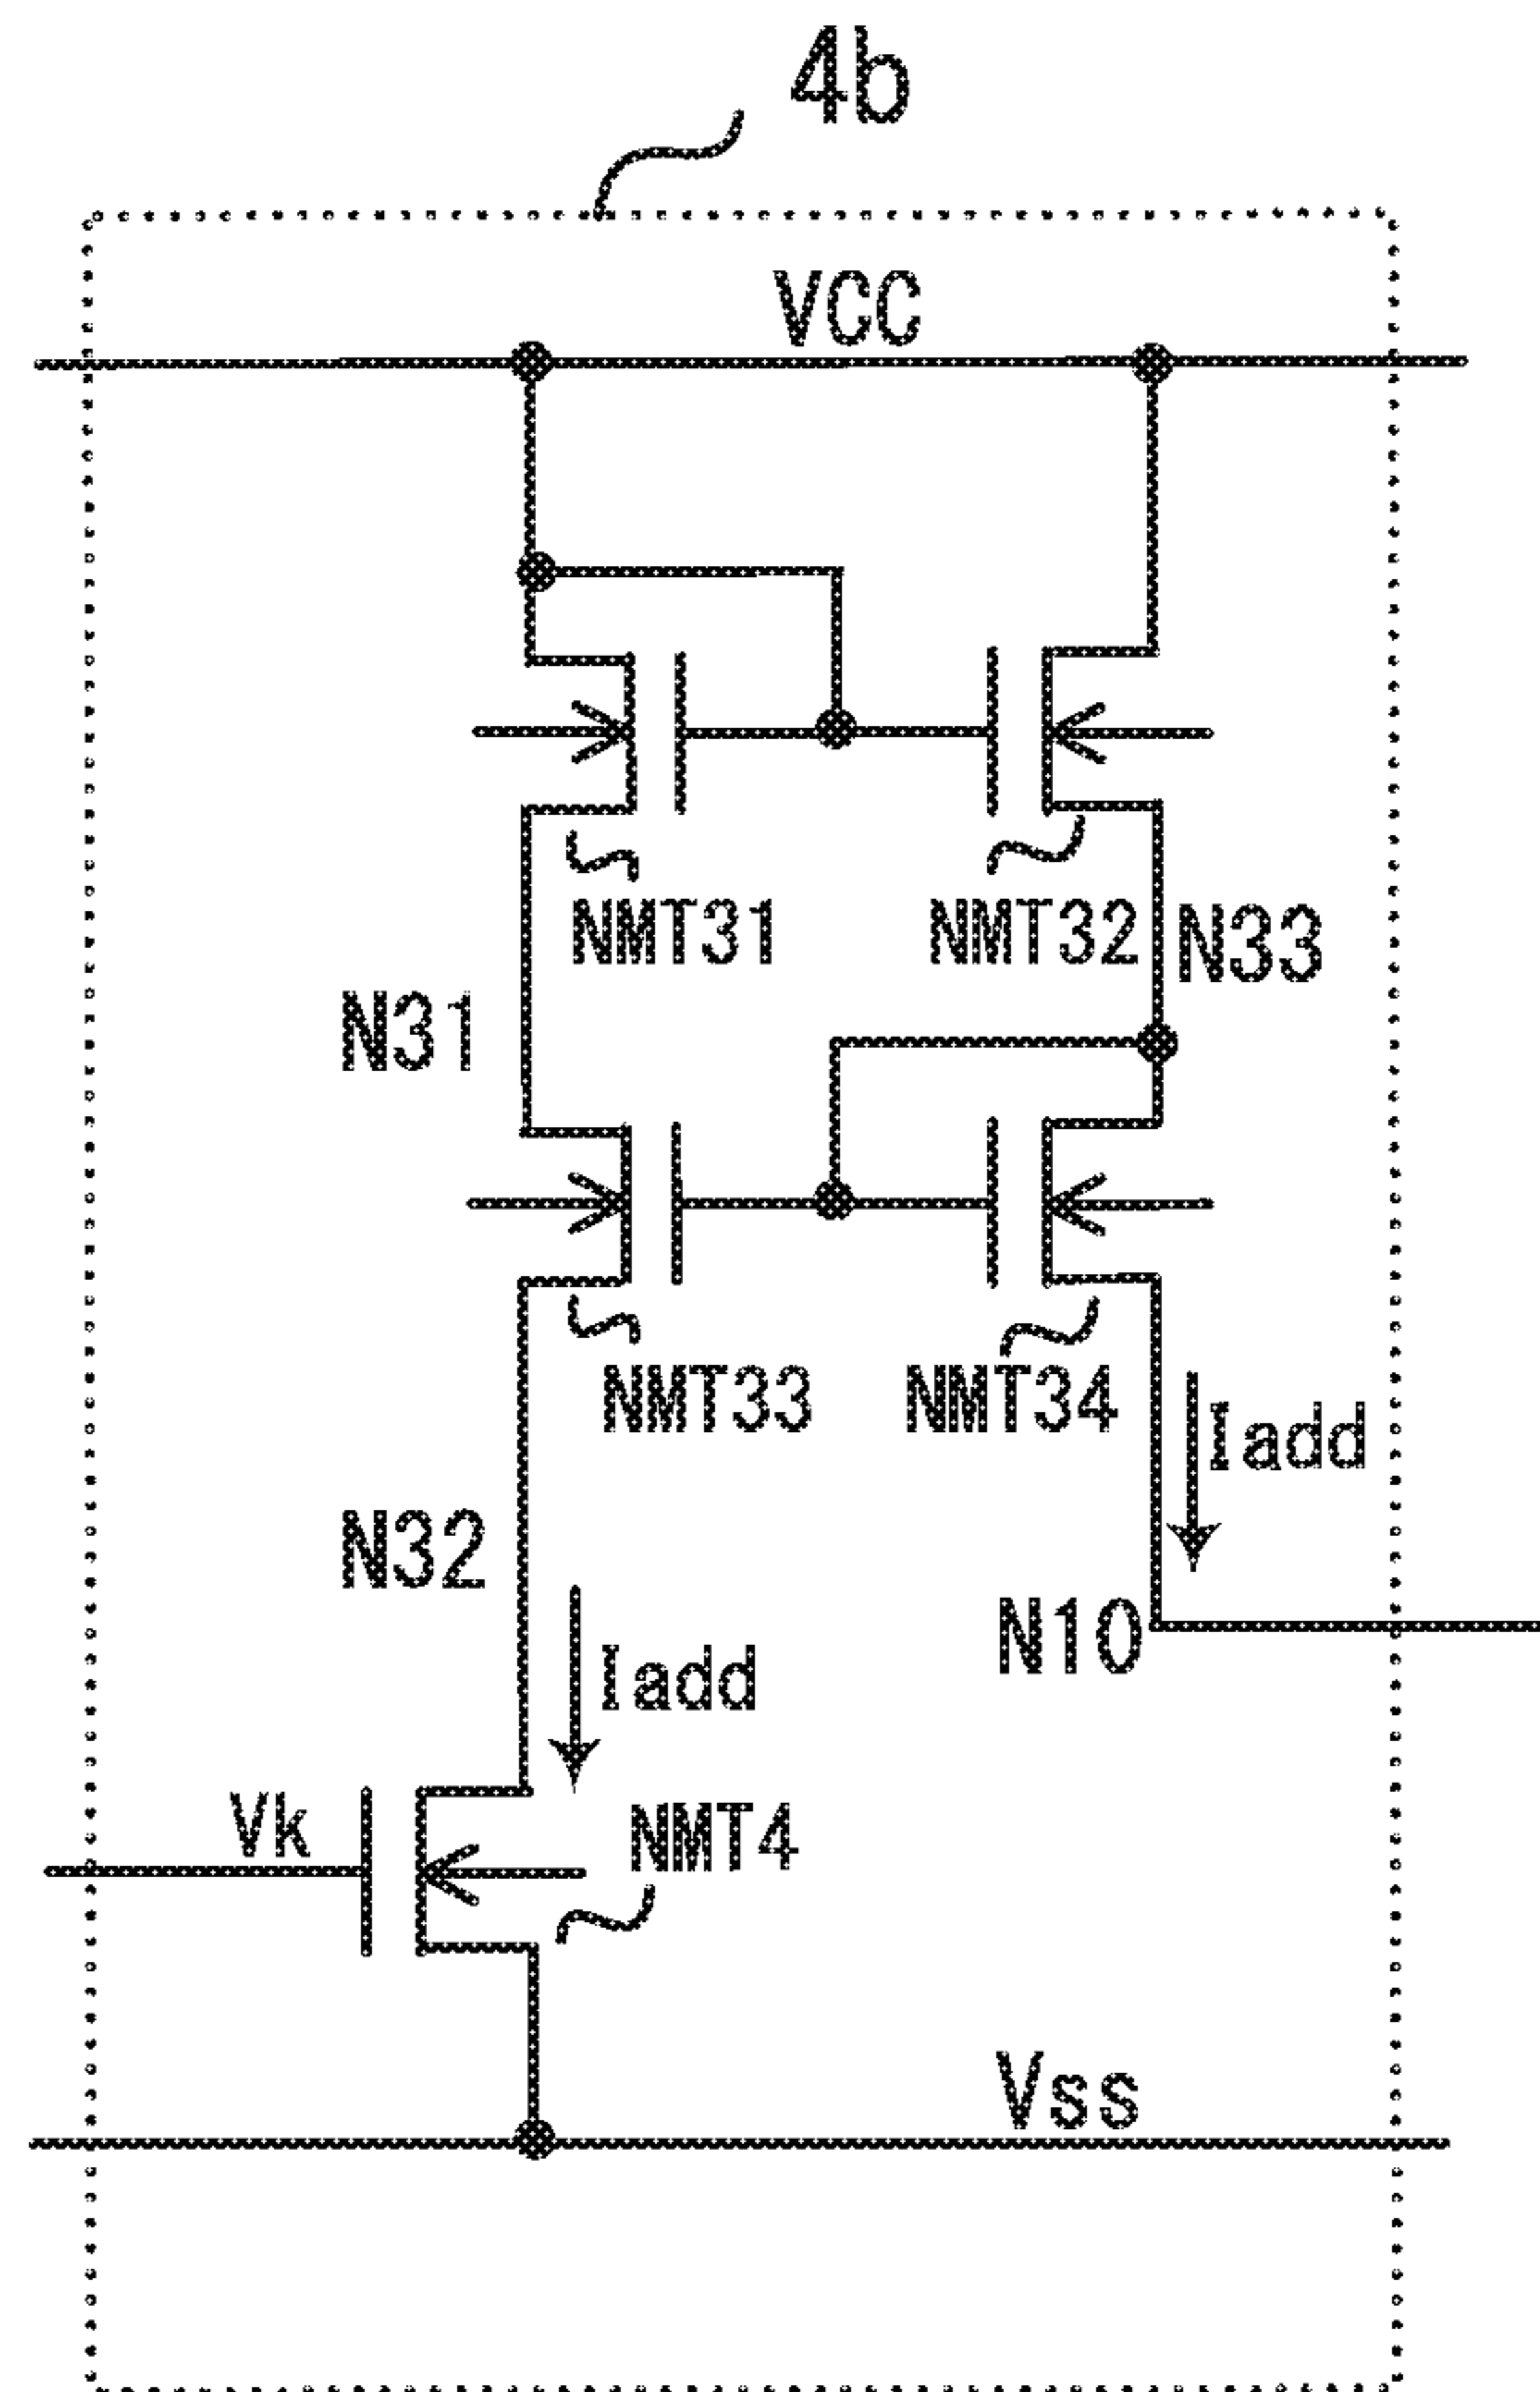 4b
VCC
NMT31
NMT32
N33
N31
NMT33
NMT34
Iadd
N32
N10
Iadd
Vk
NMT4
Vss